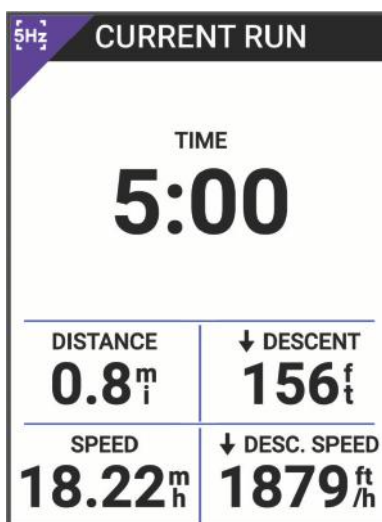 5Hz CURRENT RUN
TIME
5:00
DISTANCE ↓ DESCENT
0.8 mi 156 ft
SPEED ↓ DESC. SPEED
18.22 mh 1879 ft/h